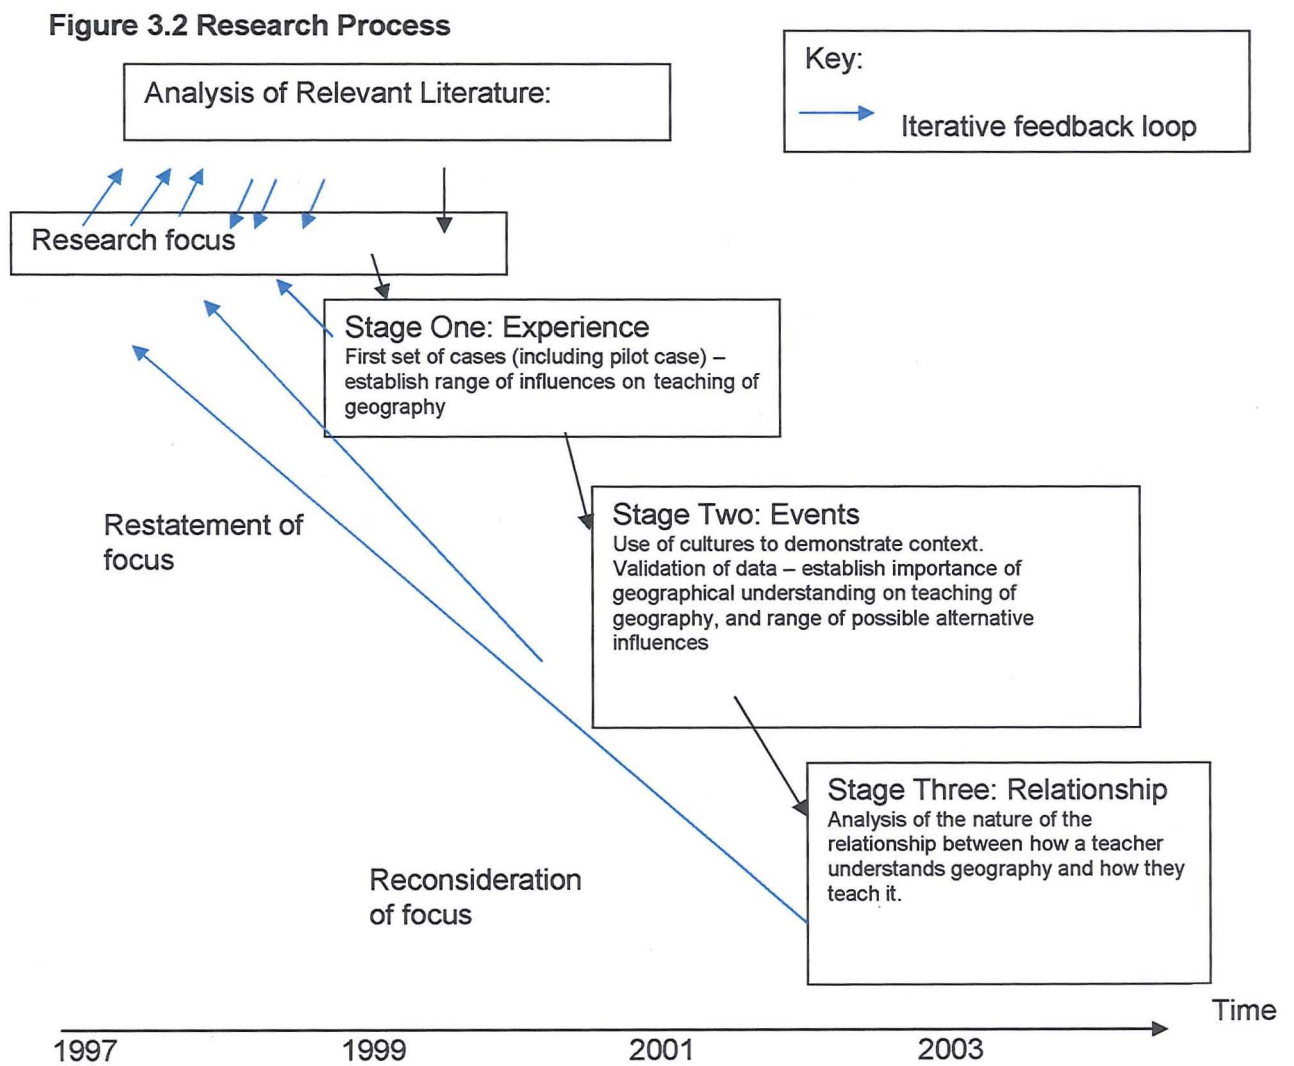 Figure 3.2 Research Process
Analysis of Relevant Literature:
Key:
Iterative feedback loop
Research focus
Stage One: Experience
First set of cases (including pilot case) –
establish range of influences on teaching of
geography
Stage Two: Events
Use of cultures to demonstrate context.
Validation of data – establish importance of
geographical understanding on teaching of
geography, and range of possible alternative
influences
Restatement of
focus
Stage Three: Relationship
Analysis of the nature of the
relationship between how a teacher
understands geography and how they
teach it.
Reconsideration
of focus
Time
1997 1999 2001 2003